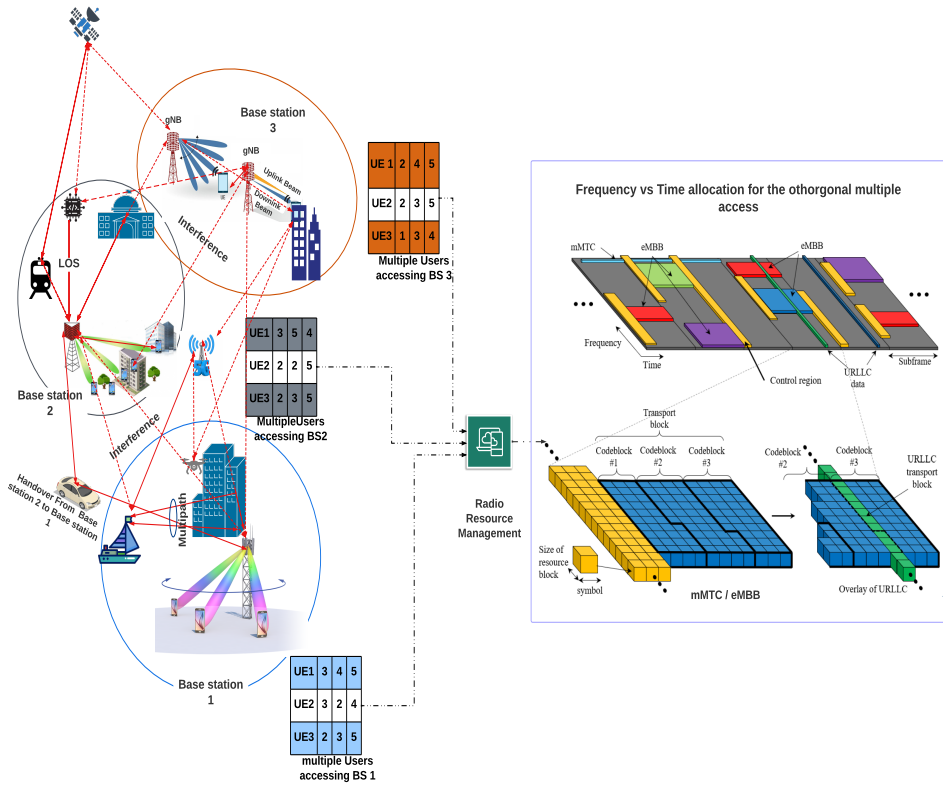 Base station
3
gNB
gNB
UE
Uplink Beam
Downlink
Beam
Interference
LOS
Base station
2
Interference
Handover From Base
station 2 to Base station
1
Multipath
Base station
1
UE 1 2 4 5
UE2 2 3 5
UE3 1 3 4
Multiple Users
accessing BS 3
UE1 3 5 4
UE2 2 2 5
UE3 2 3 5
MultipleUsers
accessing BS2
UE1 3 4 5
UE2 3 2 4
UE3 2 3 5
multiple Users
accessing BS 1
Radio
Resource
Management
Frequency vs Time allocation for the othorgonal multiple
access
mMTC
eMBB
eMBB
Frequency
Time
Control region
URLLC
data
Subframe
Transport
block
Codeblock
#1
Codeblock
#2
Codeblock
#3
Codeblock
#2
Codeblock
#3
URLLC
transport
block
Size of
resource
block
symbol
mMTC / eMBB
Overlay of URLLC